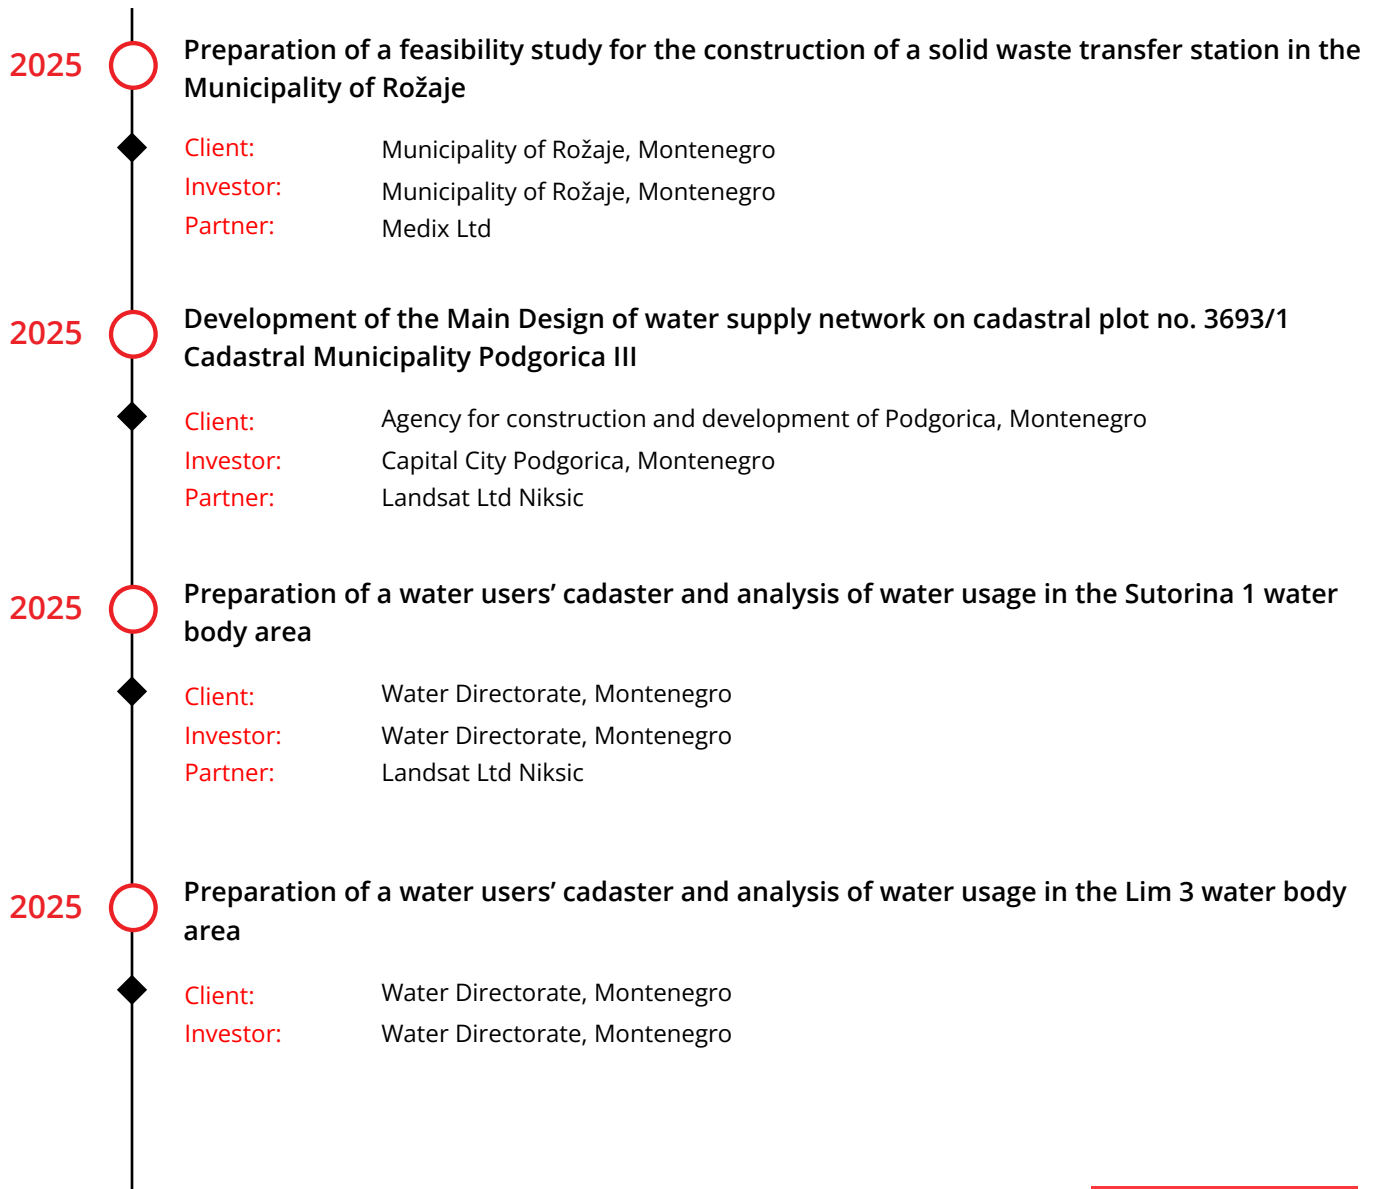 2025
Preparation of a feasibility study for the construction of a solid waste transfer station in the
Municipality of Rožaje
Client: Municipality of Rožaje, Montenegro
Investor: Municipality of Rožaje, Montenegro
Partner: Medix Ltd
2025
Development of the Main Design of water supply network on cadastral plot no. 3693/1
Cadastral Municipality Podgorica III
Client: Agency for construction and development of Podgorica, Montenegro
Investor: Capital City Podgorica, Montenegro
Partner: Landsat Ltd Niksic
2025
Preparation of a water users’ cadaster and analysis of water usage in the Sutorina 1 water
body area
Client: Water Directorate, Montenegro
Investor: Water Directorate, Montenegro
Partner: Landsat Ltd Niksic
2025
Preparation of a water users’ cadaster and analysis of water usage in the Lim 3 water body
area
Client: Water Directorate, Montenegro
Investor: Water Directorate, Montenegro